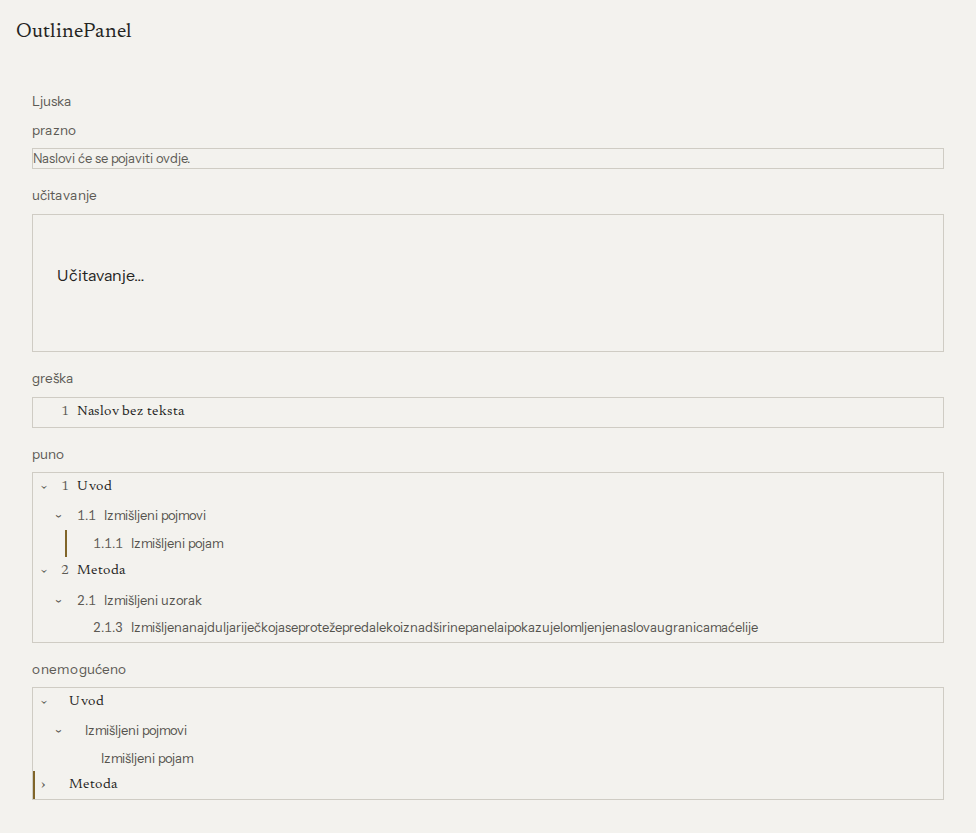 OutlinePanel
Ljuska
prazno
Naslovi će se pojaviti ovdje.
učitavanje
Učitavanje…
greška
1 Naslov bez teksta
puno
1 Uvod
1.1 Izmišljeni pojmovi
1.1.1 Izmišljeni pojam
2 Metoda
2.1 Izmišljeni uzorak
2.1.3 Izmišljenanajduljariječkojaseprotežepredalekoiznadširinepanelaipokazujelomljenjenaslovaugranicamaćelije
onemogućeno
Uvod
Izmišljeni pojmovi
Izmišljeni pojam
Metoda